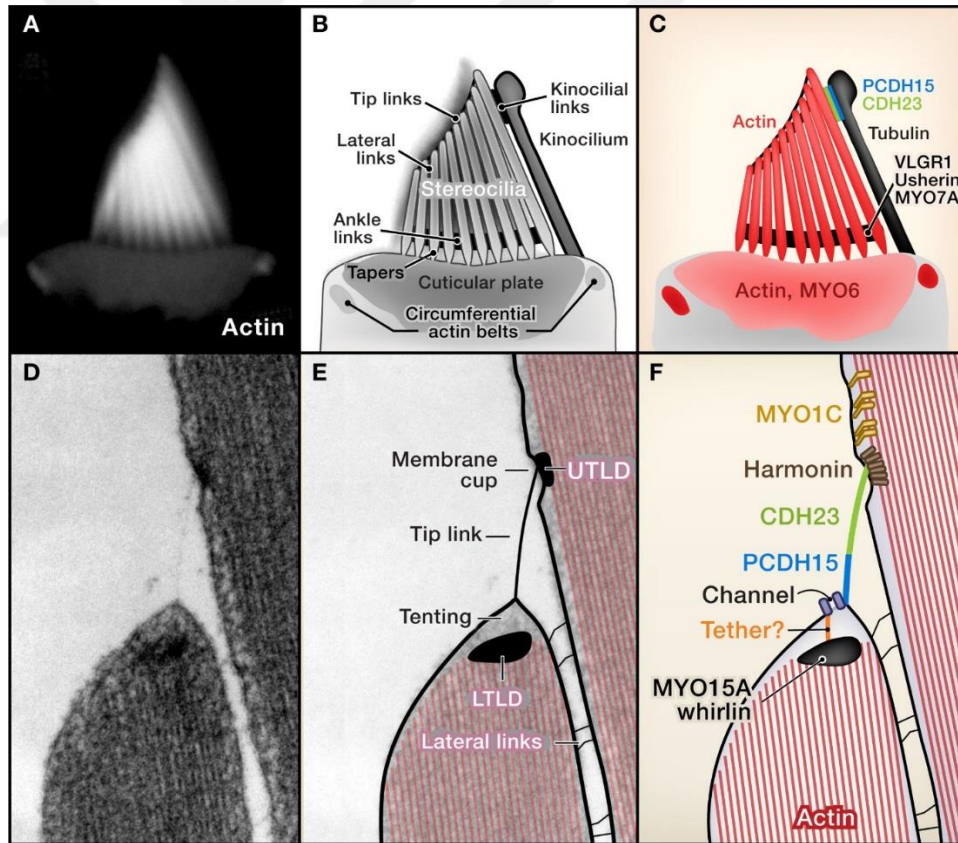 A
Actin
B
Tip links
Lateral
links
Ankle
links
Tapers
Kinocilial
links
Kinocilium
Stereocilia
Cuticular plate
Circumferential
actin belts
C
PCDH15
CDH23
Actin
Tubulin
VLGR1
Usherin
MYO7A
Actin, MYO6
D
E
Membrane
cup
UTLD
Tip link
Tenting
LTLD
Lateral links
F
MYO1C
Harmonin
CDH23
PCDH15
Channel
Tether?
MYO15A
whirlin
Actin